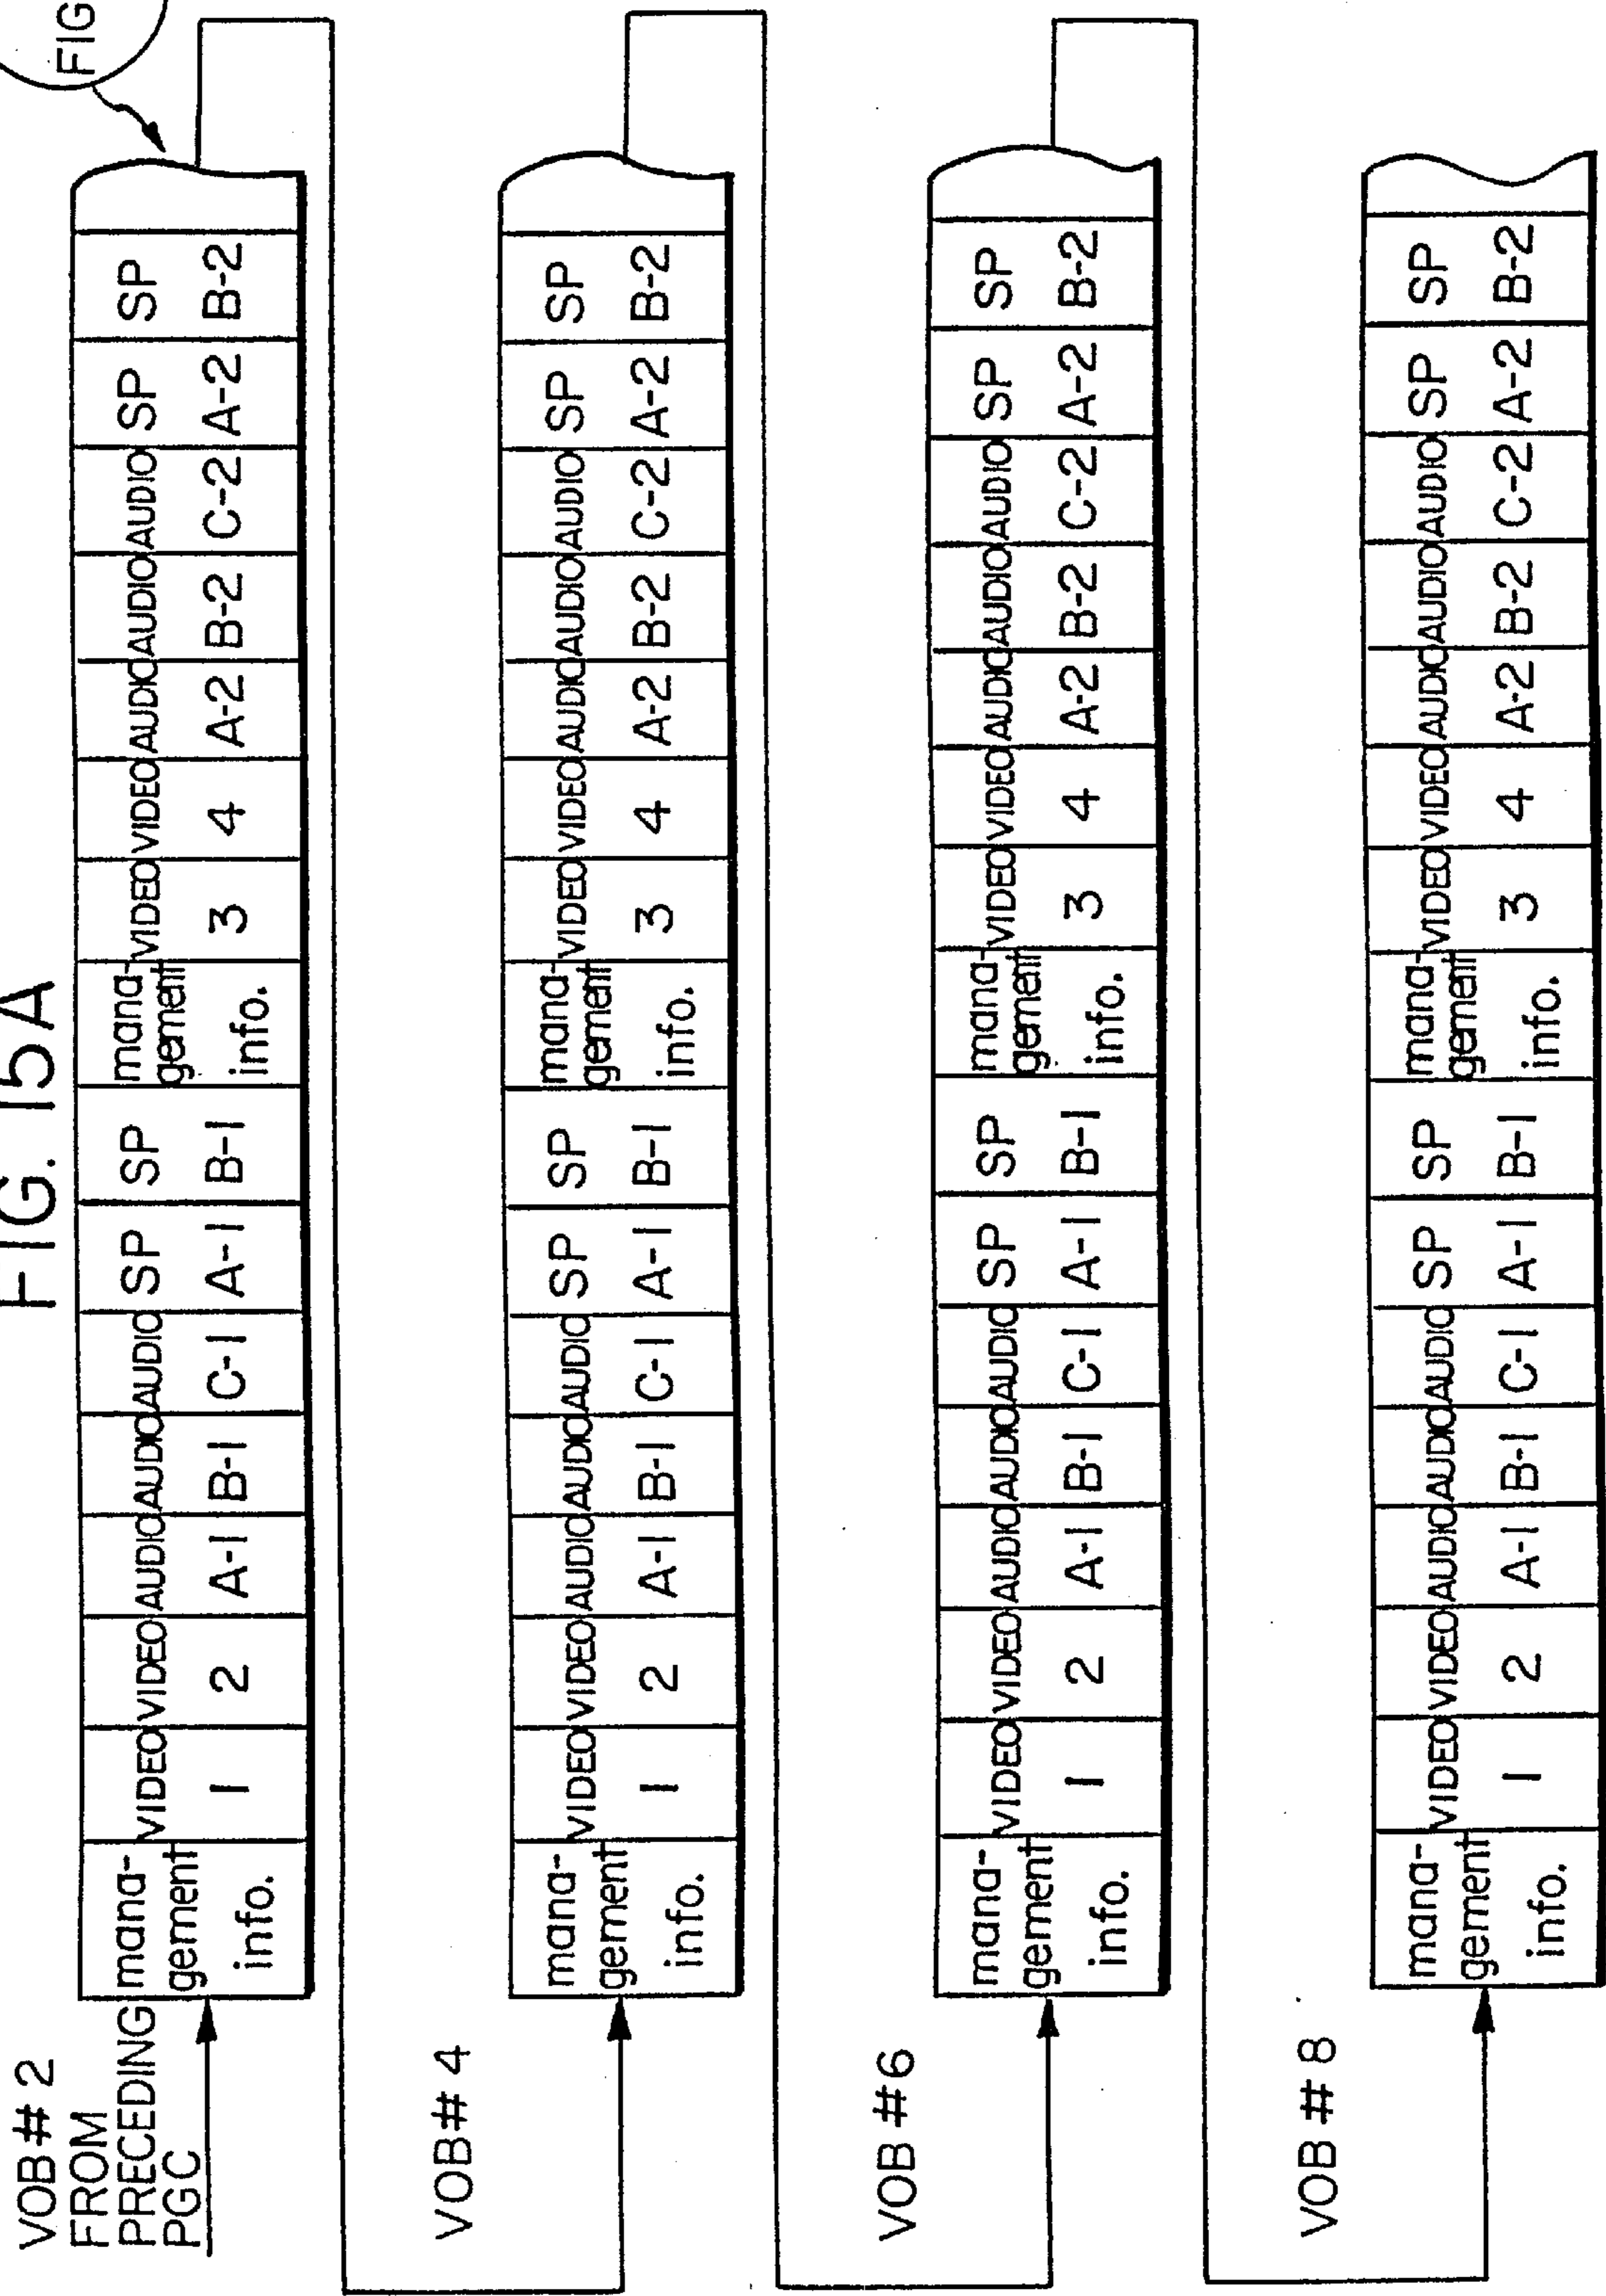 FIG. 15A
FIG
VOB# 2
FROM
PRECEDING
PGC
mana- VIDEO VIDEO AUDIO AUDIO AUDIO SP SP mana- VIDEO VIDEO AUDIO AUDIO AUDIO SP SP
gement gement
info. 1 2 A-1 B-1 C-1 A-1 B-1 info. 3 4 A-2 B-2 C-2 A-2 B-2
VOB# 4
mana- VIDEO VIDEO AUDIO AUDIO AUDIO SP SP mana- VIDEO VIDEO AUDIO AUDIO AUDIO SP SP
gement gement
info. 1 2 A-1 B-1 C-1 A-1 B-1 info. 3 4 A-2 B-2 C-2 A-2 B-2
VOB #6
mana- VIDEO VIDEO AUDIO AUDIO AUDIO SP SP mana- VIDEO VIDEO AUDIO AUDIO AUDIO SP SP
gement gement
info. 1 2 A-1 B-1 C-1 A-1 B-1 info. 3 4 A-2 B-2 C-2 A-2 B-2
VOB #8
mana- VIDEO VIDEO AUDIO AUDIO AUDIO SP SP mana- VIDEO VIDEO AUDIO AUDIO AUDIO SP SP
gement gement
info. 1 2 A-1 B-1 C-1 A-1 B-1 info. 3 4 A-2 B-2 C-2 A-2 B-2